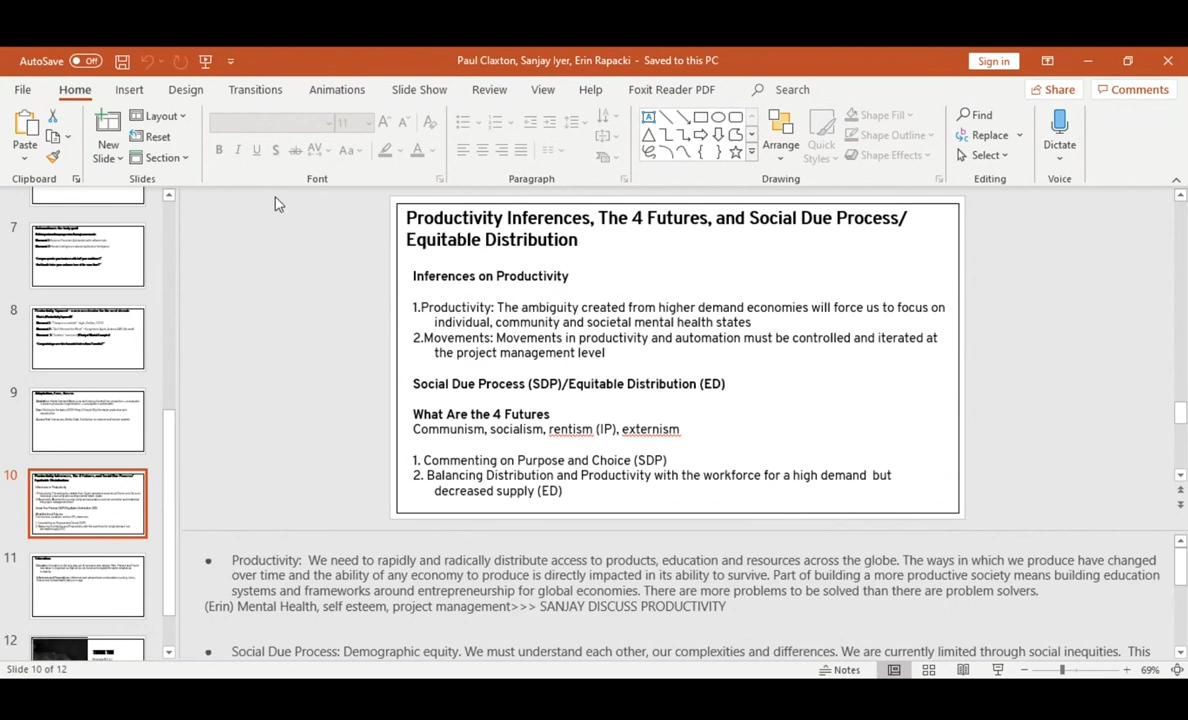 AutoSave Off
Paul Claxton, Sanjay Iyer, Erin Rapacki - Saved to this PC
Sign in
File Home Insert Design Transitions Animations Slide Show Review View Help Foxit Reader PDF Search
Share Comments
Paste
Clipboard
New Slide
Layout
Reset
Section
Slides
11
B I U S ab AV Aa A
Font
Paragraph
Arrange
Quick Styles
Shape Fill
Shape Outline
Shape Effects
Drawing
Find
Replace
Select
Editing
Dictate
Voice
7
8
9
10
11
12
Productivity Inferences, The 4 Futures, and Social Due Process/
Equitable Distribution
Inferences on Productivity
1.Productivity: The ambiguity created from higher demand economies will force us to focus on
individual, community and societal mental health states
2.Movements: Movements in productivity and automation must be controlled and iterated at
the project management level
Social Due Process (SDP)/Equitable Distribution (ED)
What Are the 4 Futures
Communism, socialism, rentism (IP), externism
1. Commenting on Purpose and Choice (SDP)
2. Balancing Distribution and Productivity with the workforce for a high demand but
decreased supply (ED)
• Productivity: We need to rapidly and radically distribute access to products, education and resources across the globe. The ways in which we produce have changed
over time and the ability of any economy to produce is directly impacted in its ability to survive. Part of building a more productive society means building education
systems and frameworks around entrepreneurship for global economies. There are more problems to be solved than there are problem solvers.
(Erin) Mental Health, self esteem, project management>>> SANJAY DISCUSS PRODUCTIVITY
• Social Due Process: Demographic equity. We must understand each other, our complexities and differences. We are currently limited through social inequities. This
Slide 10 of 12
Notes
69%